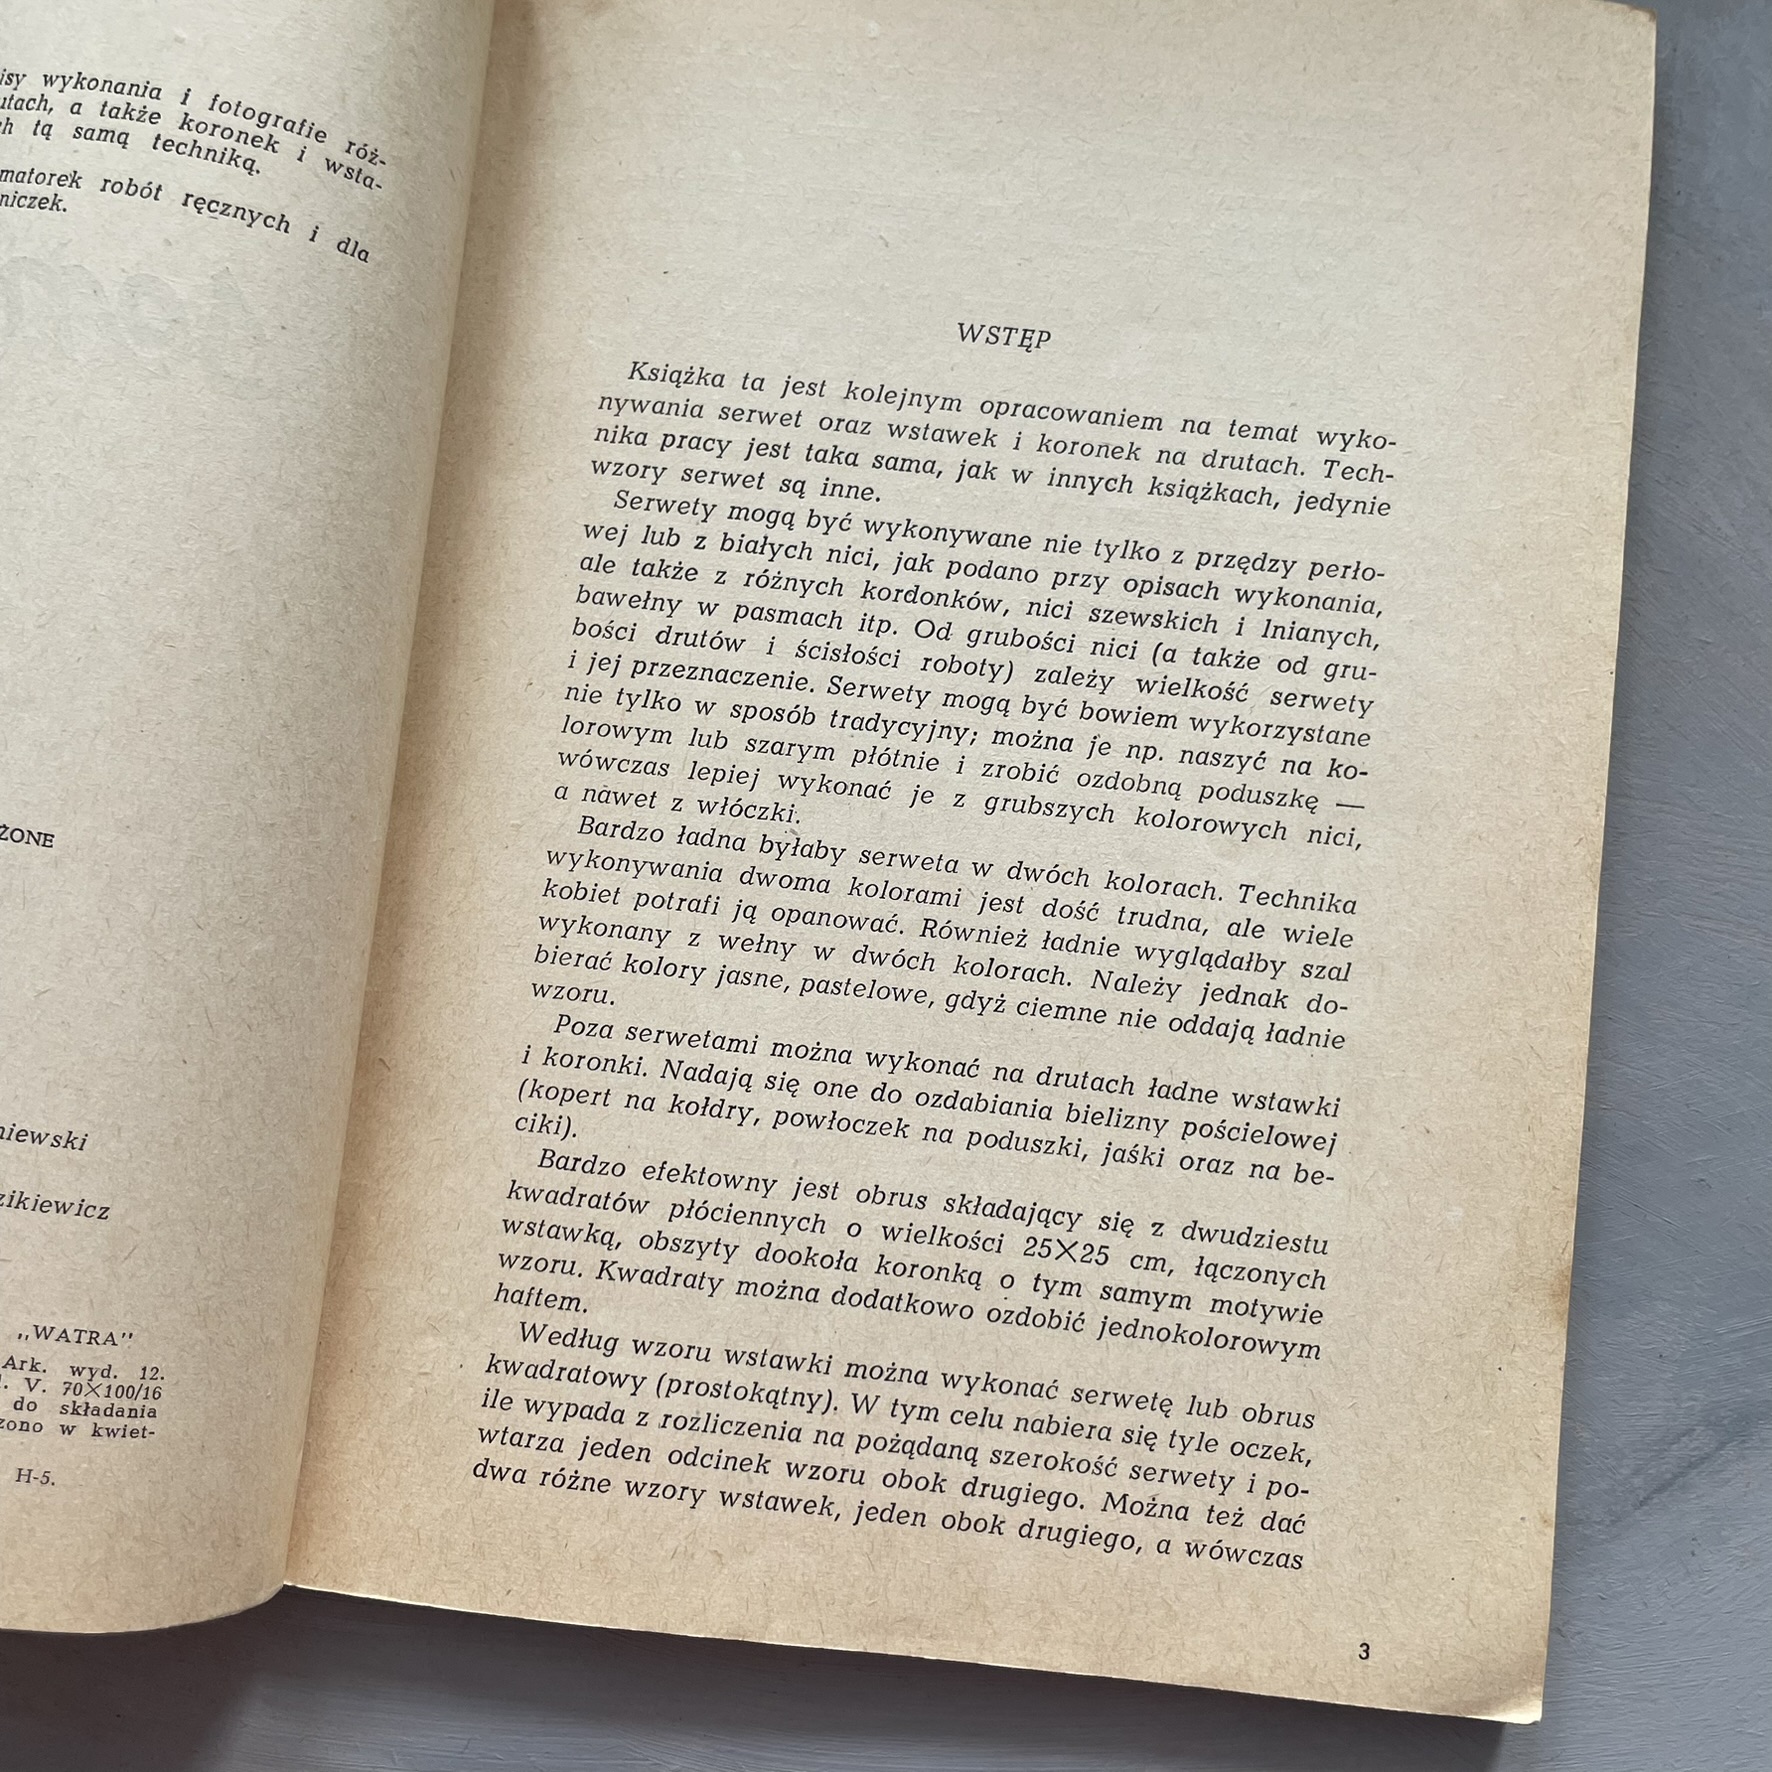 wykonania i fotografie róż-
a także koronek i wsta-
tą samą techniką.
robót ręcznych i dla
„WATRA”
Ark. wyd. 12.
V. 70×100/16
do składania
w kwiet-
H-5.
WSTĘP
Książka ta jest kolejnym opracowaniem na temat wyko-
nywania serwet oraz wstawek i koronek na drutach. Tech-
nika pracy jest taka sama, jak w innych książkach, jedynie
wzory serwet są inne.
Serwety mogą być wykonywane nie tylko z przędzy perło-
wej lub z białych nici, jak podano przy opisach wykonania,
ale także z różnych kordonków, nici szewskich i lnianych,
bawełny w pasmach itp. Od grubości nici (a także od gru-
bości drutów i ścisłości roboty) zależy wielkość serwety
i jej przeznaczenie. Serwety mogą być bowiem wykorzystane
nie tylko w sposób tradycyjny; można je np. naszyć na ko-
lorowym lub szarym płótnie i zrobić ozdobną poduszkę —
wówczas lepiej wykonać je z grubszych kolorowych nici,
a nawet z włóczki.
Bardzo ładna byłaby serweta w dwóch kolorach. Technika
wykonywania dwoma kolorami jest dość trudna, ale wiele
kobiet potrafi ją opanować. Również ładnie wyglądałby szal
wykonany z wełny w dwóch kolorach. Należy jednak do-
bierać kolory jasne, pastelowe, gdyż ciemne nie oddają ładnie
wzoru.
Poza serwetami można wykonać na drutach ładne wstawki
i koronki. Nadają się one do ozdabiania bielizny pościelowej
(kopert na kołdry, powłoczek na poduszki, jaśki oraz na be-
ciki).
Bardzo efektowny jest obrus składający się z dwudziestu
kwadratów płóciennych o wielkości 25×25 cm, łączonych
wstawką, obszyty dookoła koronką o tym samym motywie
wzoru. Kwadraty można dodatkowo ozdobić jednokolorowym
haftem.
Według wzoru wstawki można wykonać serwetę lub obrus
kwadratowy (prostokątny). W tym celu nabiera się tyle oczek,
ile wypada z rozliczenia na pożądaną szerokość serwety i po-
wtarza jeden odcinek wzoru obok drugiego. Można też dać
dwa różne wzory wstawek, jeden obok drugiego, a wówczas
3